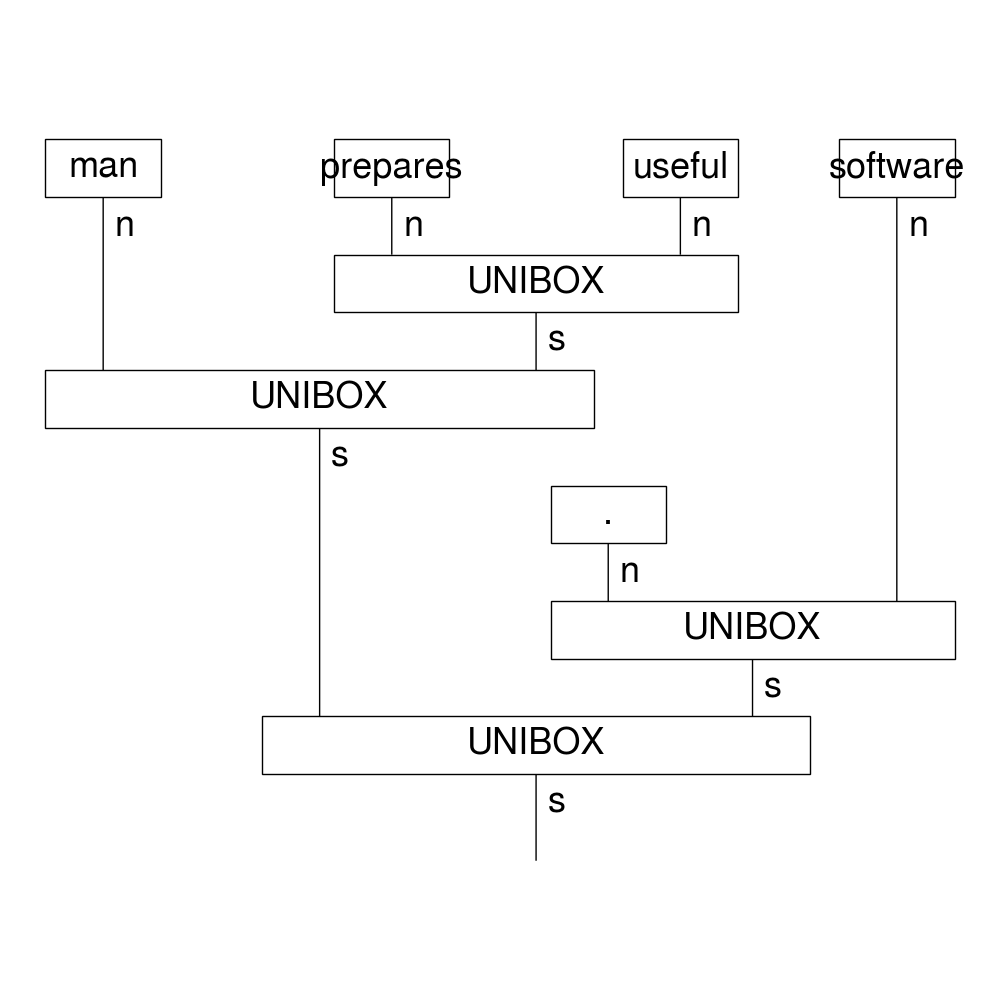 man prepares useful software
n n n n
UNIBOX
s
UNIBOX
s
.
n
UNIBOX
s
UNIBOX
s